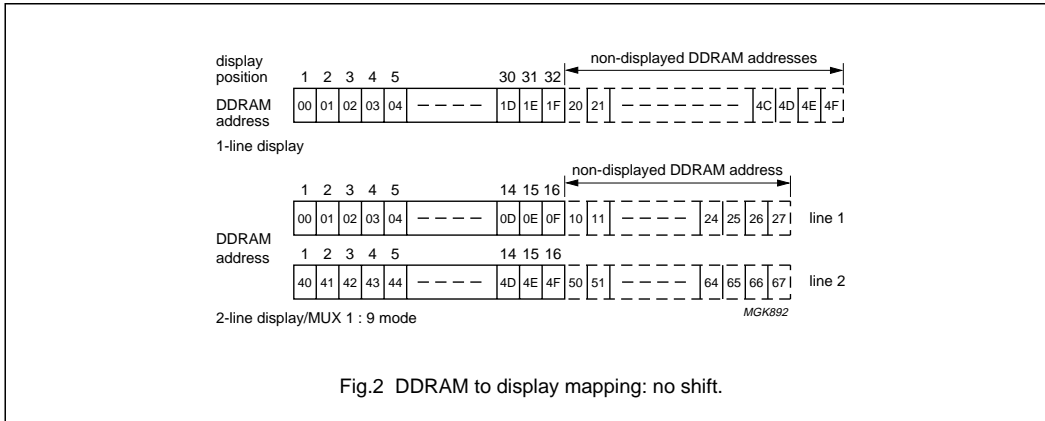 display position
non-displayed DDRAM addresses
1 2 3 4 5 30 31 32
DDRAM address
00 01 02 03 04 1D 1E 1F 20 21 4C 4D 4E 4F
1-line display
non-displayed DDRAM address
1 2 3 4 5 14 15 16
00 01 02 03 04 0D 0E 0F 10 11 24 25 26 27 line 1
DDRAM address
1 2 3 4 5 14 15 16
40 41 42 43 44 4D 4E 4F 50 51 64 65 66 67 line 2
MGK892
2-line display/MUX 1 : 9 mode
Fig.2 DDRAM to display mapping: no shift.